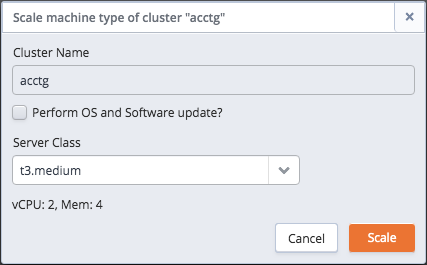 Scale machine type of cluster "acctg"
Cluster Name
acctg
Perform OS and Software update?
Server Class
t3.medium
vCPU: 2, Mem: 4
Cancel
Scale